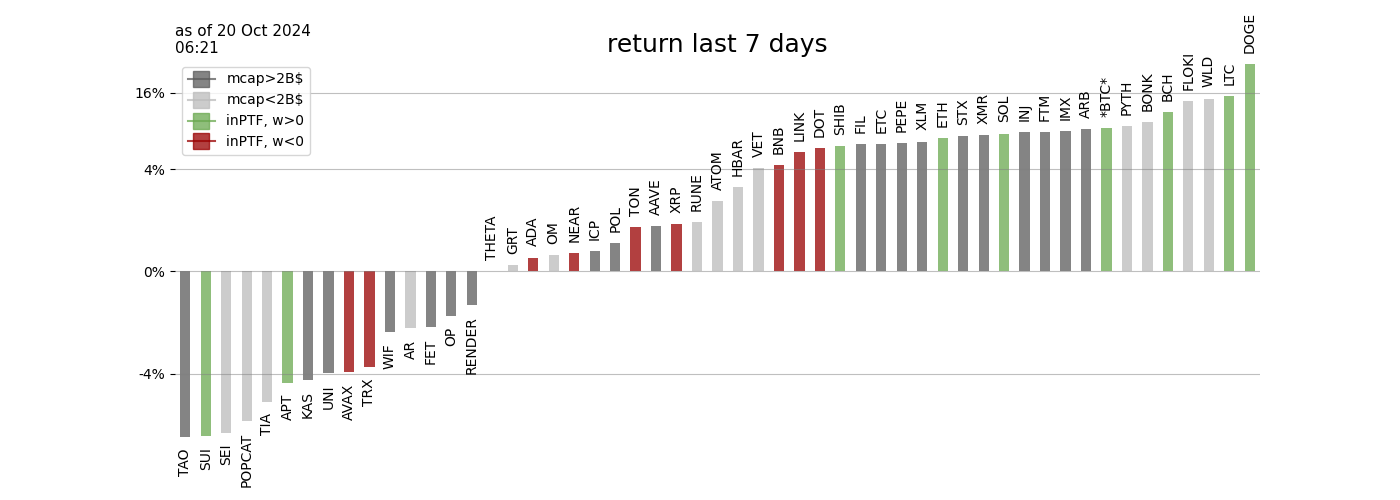 as of 20 Oct 2024
06:21
return last 7 days
mcap>2B$
mcap<2B$
inPTF, w>0
inPTF, w<0
16%
4%
0%
-4%
TAO
SUI
SEI
POPCAT
TIA
APT
KAS
UNI
AVAX
TRX
WIF
AR
FET
OP
RENDER
THETA
GRT
ADA
OM
NEAR
ICP
POL
TON
AAVE
XRP
RUNE
ATOM
HBAR
VET
BNB
LINK
DOT
SHIB
FIL
ETC
PEPE
XLM
ETH
STX
XMR
SOL
INJ
FTM
IMX
ARB
*BTC*
PYTH
BONK
BCH
FLOKI
WLD
LTC
DOGE